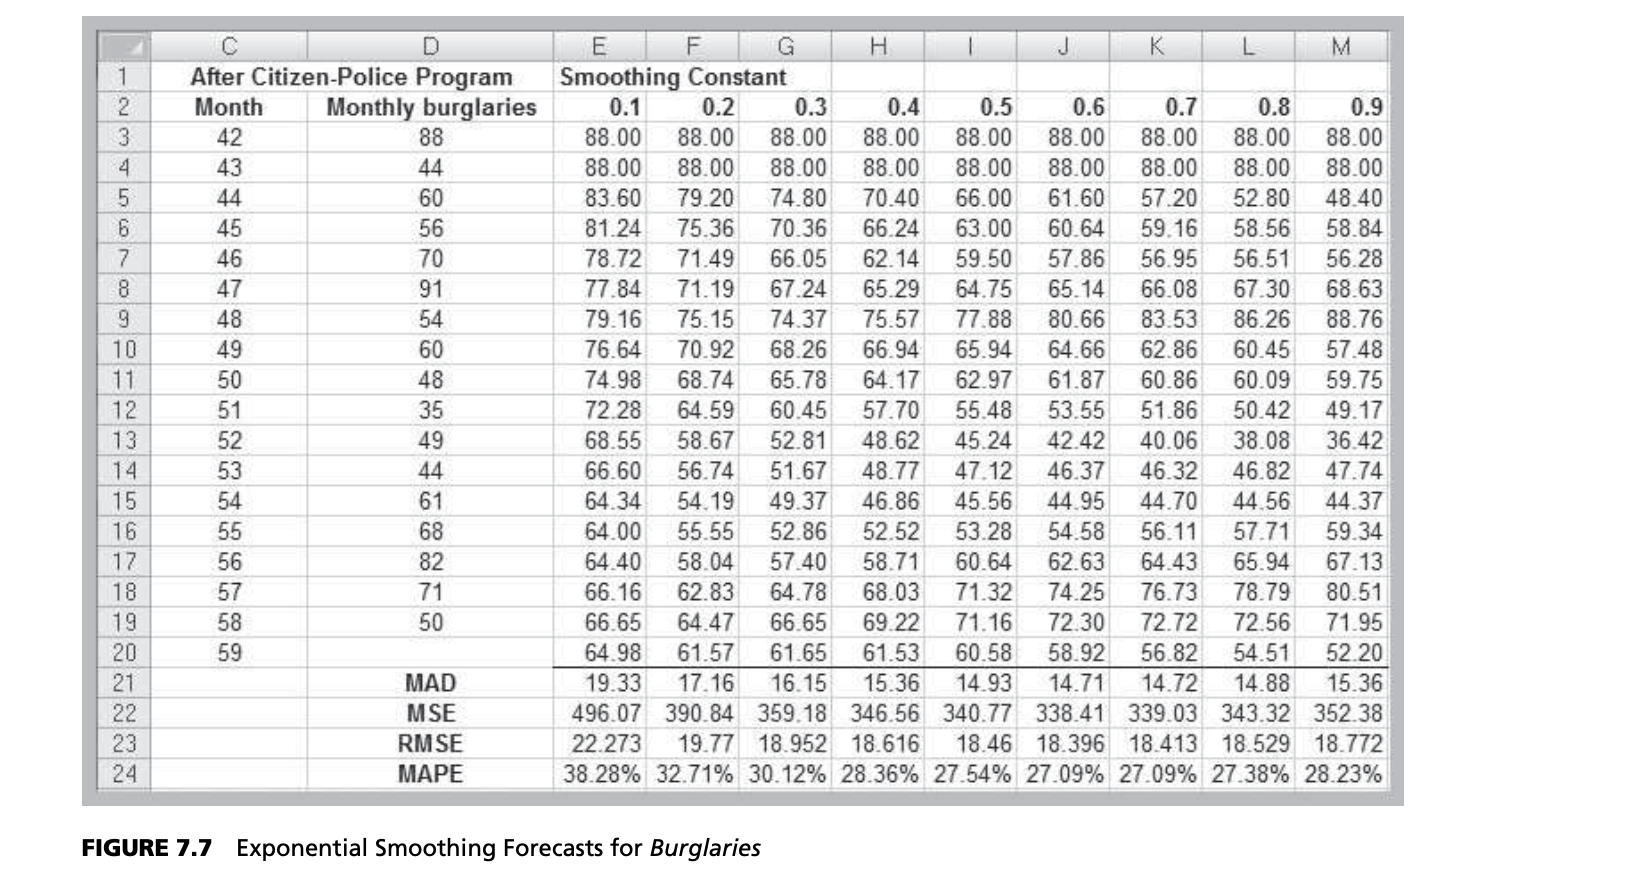 C D E F G H I J K L M
1 After Citizen-Police Program Smoothing Constant
2 Month Monthly burglaries 0.1 0.2 0.3 0.4 0.5 0.6 0.7 0.8 0.9
3 42 88 88.00 88.00 88.00 88.00 88.00 88.00 88.00 88.00 88.00
4 43 44 88.00 88.00 88.00 88.00 88.00 88.00 88.00 88.00 88.00
5 44 60 83.60 79.20 74.80 70.40 66.00 61.60 57.20 52.80 48.40
6 45 56 81.24 75.36 70.36 66.24 63.00 60.64 59.16 58.56 58.84
7 46 70 78.72 71.49 66.05 62.14 59.50 57.86 56.95 56.51 56.28
8 47 91 77.84 71.19 67.24 65.29 64.75 65.14 66.08 67.30 68.63
9 48 54 79.16 75.15 74.37 75.57 77.88 80.66 83.53 86.26 88.76
10 49 60 76.64 70.92 68.26 66.94 65.94 64.66 62.86 60.45 57.48
11 50 48 74.98 68.74 65.78 64.17 62.97 61.87 60.86 60.09 59.75
12 51 35 72.28 64.59 60.45 57.70 55.48 53.55 51.86 50.42 49.17
13 52 49 68.55 58.67 52.81 48.62 45.24 42.42 40.06 38.08 36.42
14 53 44 66.60 56.74 51.67 48.77 47.12 46.37 46.32 46.82 47.74
15 54 61 64.34 54.19 49.37 46.86 45.56 44.95 44.70 44.56 44.37
16 55 68 64.00 55.55 52.86 52.52 53.28 54.58 56.11 57.71 59.34
17 56 82 64.40 58.04 57.40 58.71 60.64 62.63 64.43 65.94 67.13
18 57 71 66.16 62.83 64.78 68.03 71.32 74.25 76.73 78.79 80.51
19 58 50 66.65 64.47 66.65 69.22 71.16 72.30 72.72 72.56 71.95
20 59 64.98 61.57 61.65 61.53 60.58 58.92 56.82 54.51 52.20
21 MAD 19.33 17.16 16.15 15.36 14.93 14.71 14.72 14.88 15.36
22 MSE 496.07 390.84 359.18 346.56 340.77 338.41 339.03 343.32 352.38
23 RMSE 22.273 19.77 18.952 18.616 18.46 18.396 18.413 18.529 18.772
24 MAPE 38.28% 32.71% 30.12% 28.36% 27.54% 27.09% 27.09% 27.38% 28.23%
FIGURE 7.7 Exponential Smoothing Forecasts for Burglaries